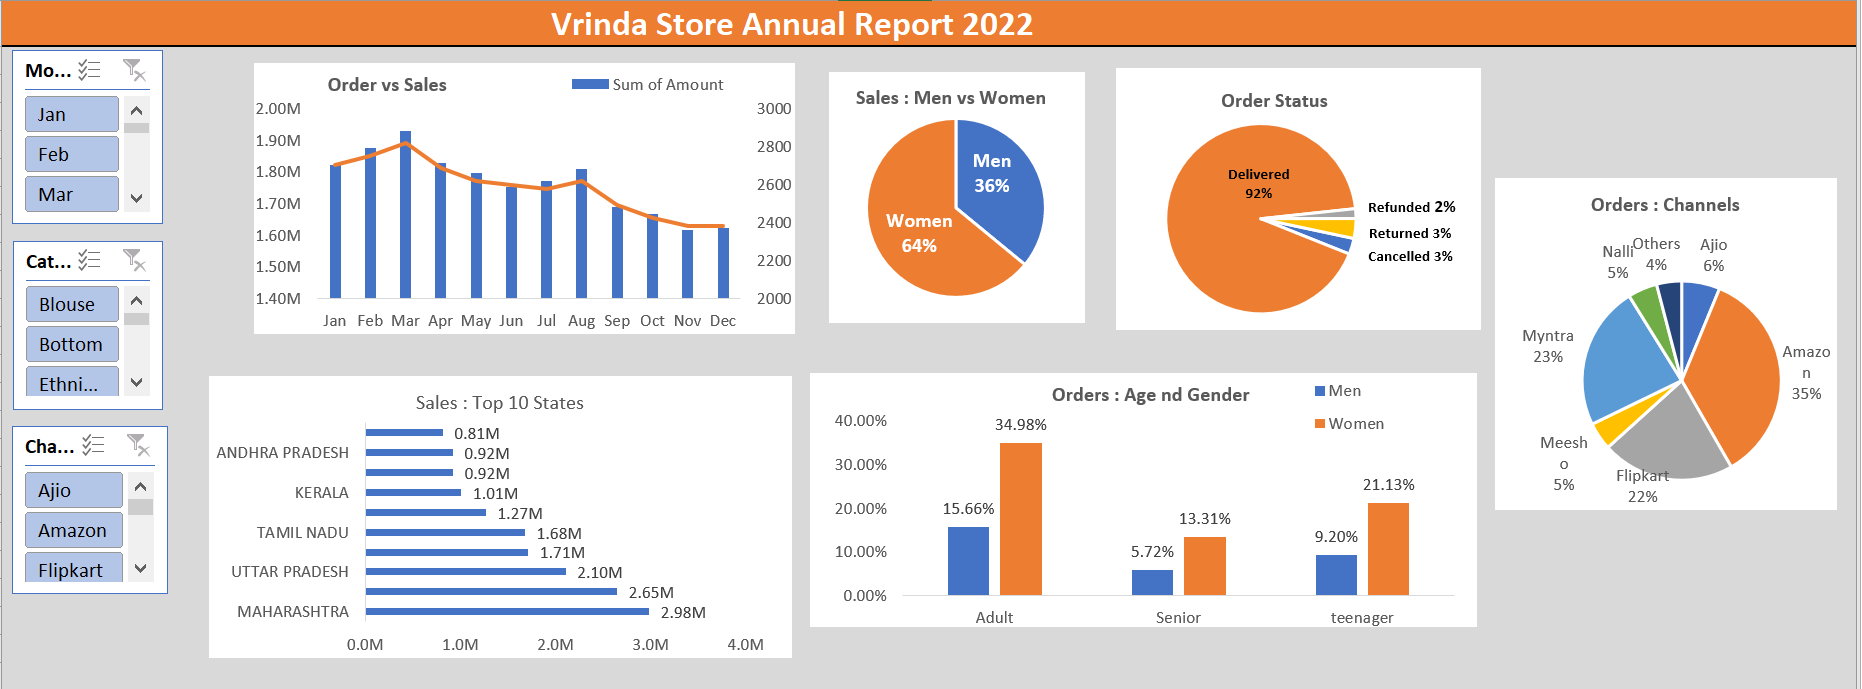 Vrinda Store Annual Report 2022
Mo...
Jan
Feb
Mar
Cat...
Blouse
Bottom
Ethni...
Cha...
Ajio
Amazon
Flipkart
Order vs Sales
Sum of Amount
2.00M
1.90M
1.80M
1.70M
1.60M
1.50M
1.40M
3000
2800
2600
2400
2200
2000
Jan Feb Mar Apr May Jun Jul Aug Sep Oct Nov Dec
Sales : Men vs Women
Men
36%
Women
64%
Order Status
Delivered
92%
Refunded 2%
Returned 3%
Cancelled 3%
Orders : Channels
Nalli
5%
Others
4%
Ajio
6%
Myntra
23%
Amazo
n
35%
Meesh
o
5%
Flipkart
22%
Sales : Top 10 States
0.81M
ANDHRA PRADESH 0.92M
0.92M
KERALA 1.01M
1.27M
TAMIL NADU 1.68M
1.71M
UTTAR PRADESH 2.10M
2.65M
MAHARASHTRA 2.98M
0.0M 1.0M 2.0M 3.0M 4.0M
Orders : Age nd Gender
Men
Women
40.00%
30.00%
20.00%
10.00%
0.00%
15.66%
34.98%
5.72%
13.31%
9.20%
21.13%
Adult Senior teenager